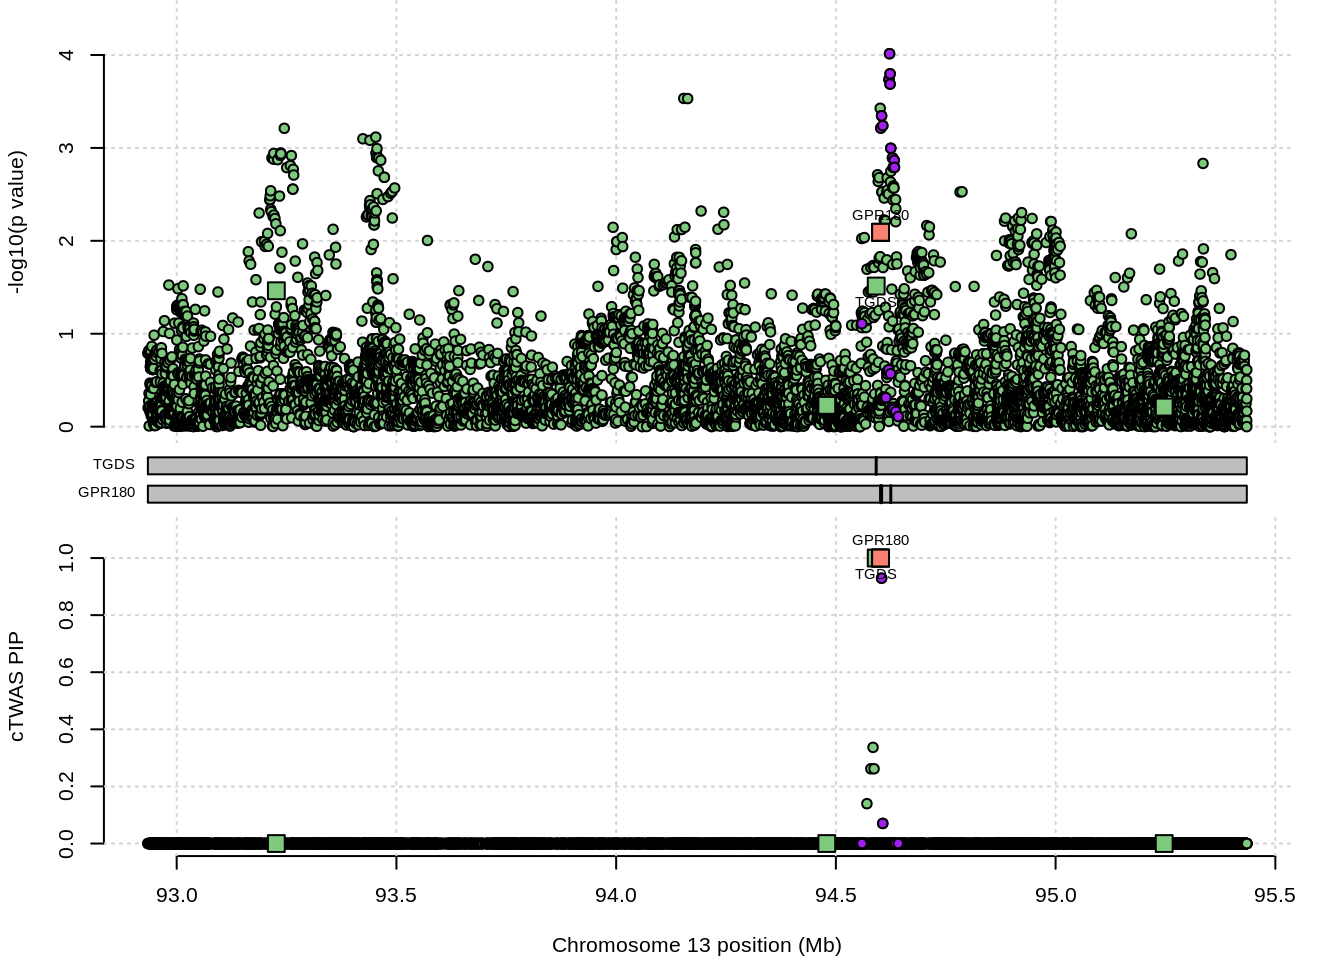 4
3
2
1
0
-log10(p value)
GPR180
TGDS
TGDS
GPR180
1.0
0.8
0.6
0.4
0.2
0.0
cTWAS PIP
GPR180
TGDS
93.0 93.5 94.0 94.5 95.0 95.5
Chromosome 13 position (Mb)